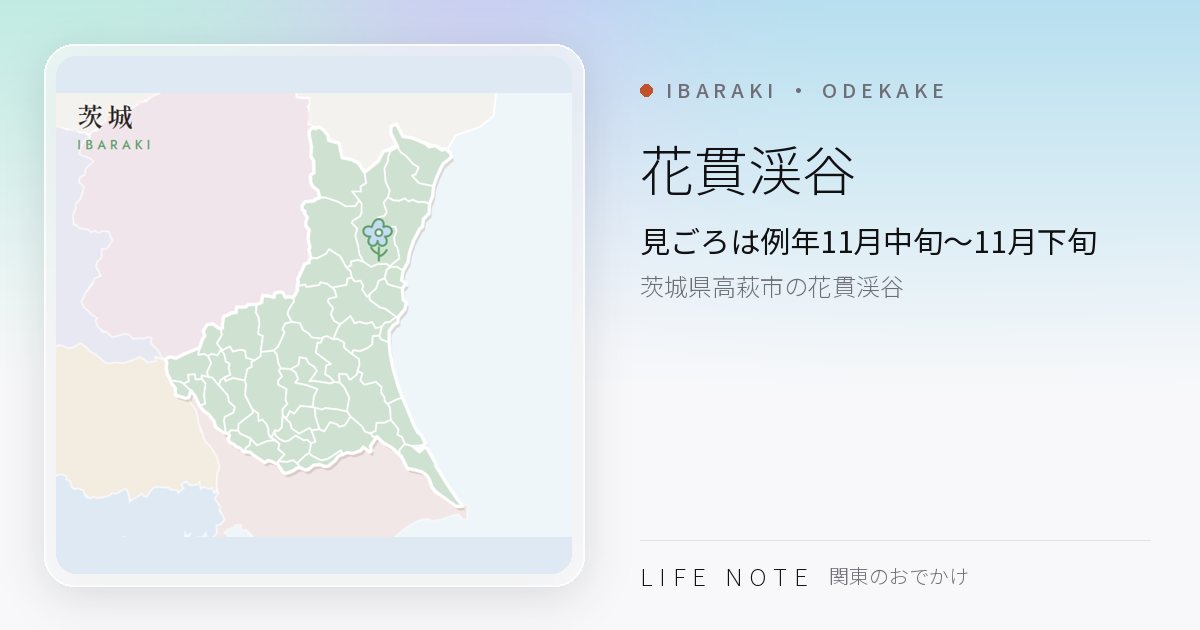 茨城
IBARAKI
IBARAKI • ODEKAKE
花貫渓谷
見ごろは例年11月中旬〜11月下旬
茨城県高萩市の花貫渓谷
LIFE NOTE 関東のおでかけ